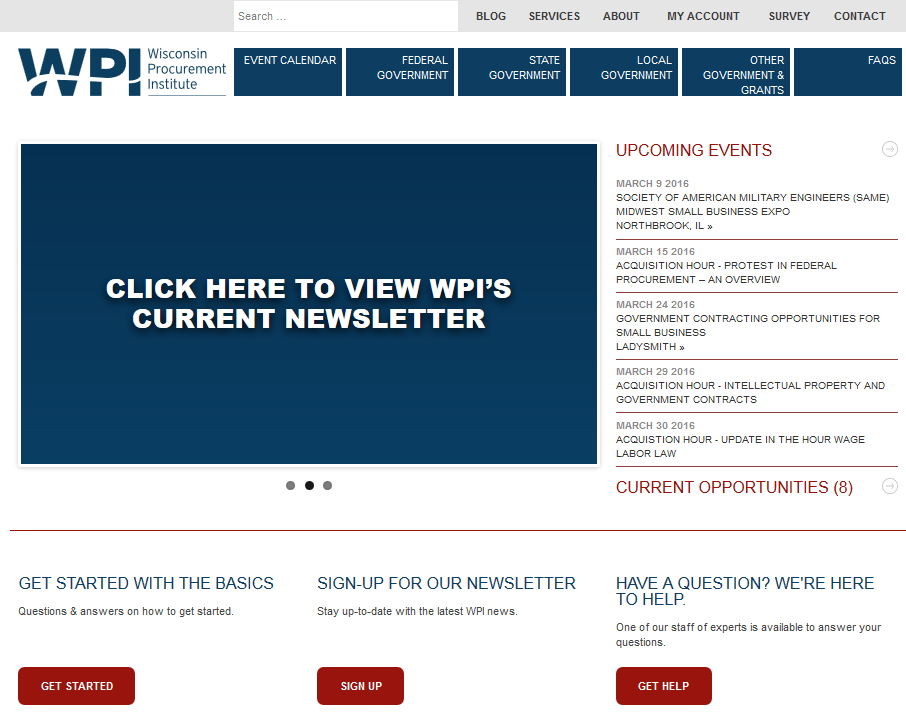 Search …
BLOG
SERVICES
ABOUT
MY ACCOUNT
SURVEY
CONTACT
WPI
Wisconsin
Procurement
Institute
EVENT CALENDAR
FEDERAL
GOVERNMENT
STATE
GOVERNMENT
LOCAL
GOVERNMENT
OTHER
GOVERNMENT &
GRANTS
FAQS
CLICK HERE TO VIEW WPI’S
CURRENT NEWSLETTER
UPCOMING EVENTS
MARCH 9 2016
SOCIETY OF AMERICAN MILITARY ENGINEERS (SAME)
MIDWEST SMALL BUSINESS EXPO
NORTHBROOK, IL »
MARCH 15 2016
ACQUISITION HOUR - PROTEST IN FEDERAL
PROCUREMENT – AN OVERVIEW
MARCH 24 2016
GOVERNMENT CONTRACTING OPPORTUNITIES FOR
SMALL BUSINESS
LADYSMITH »
MARCH 29 2016
ACQUISITION HOUR - INTELLECTUAL PROPERTY AND
GOVERNMENT CONTRACTS
MARCH 30 2016
ACQUISTION HOUR - UPDATE IN THE HOUR WAGE
LABOR LAW
CURRENT OPPORTUNITIES (8)
GET STARTED WITH THE BASICS
Questions & answers on how to get started.
GET STARTED
SIGN-UP FOR OUR NEWSLETTER
Stay up-to-date with the latest WPI news.
SIGN UP
HAVE A QUESTION? WE'RE HERE
TO HELP.
One of our staff of experts is available to answer your
questions.
GET HELP